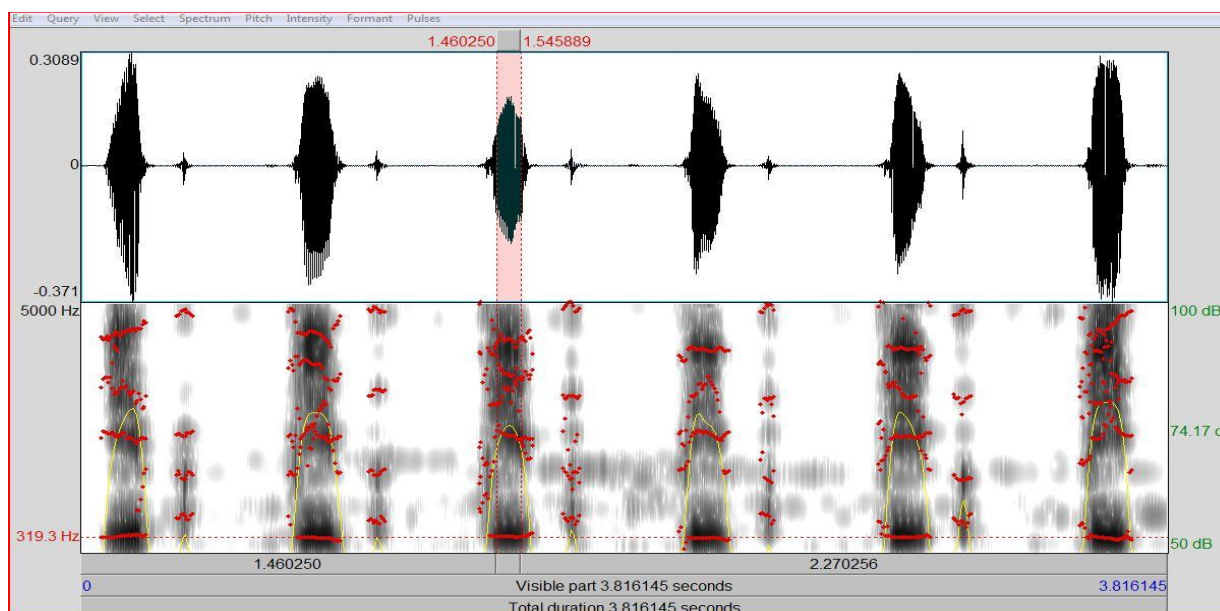 Edit Query View Select Spectrum Pitch Intensity Formant Pulses
1.460250 1.545889
0.3089
0
-0.371
5000 Hz 100 dB
74.17 d
319.3 Hz
50 dB
1.460250 2.270256
0 Visible part 3.816145 seconds 3.816145
Total duration 3.816145 seconds